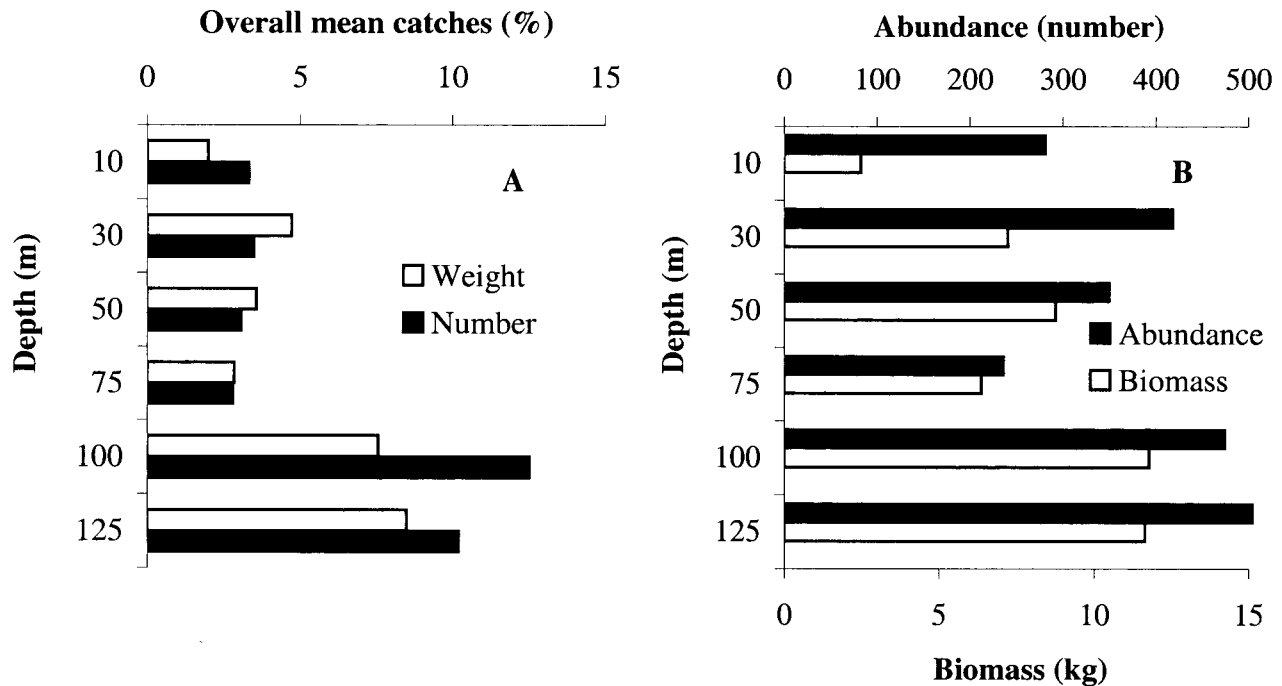 Overall mean catches (%)
0 5 10 15
Depth (m)
10
30
50
75
100
125
A
Weight
Number
Abundance (number)
0 100 200 300 400 500
Depth (m)
10
30
50
75
100
125
B
Abundance
Biomass
0 5 10 15
Biomass (kg)